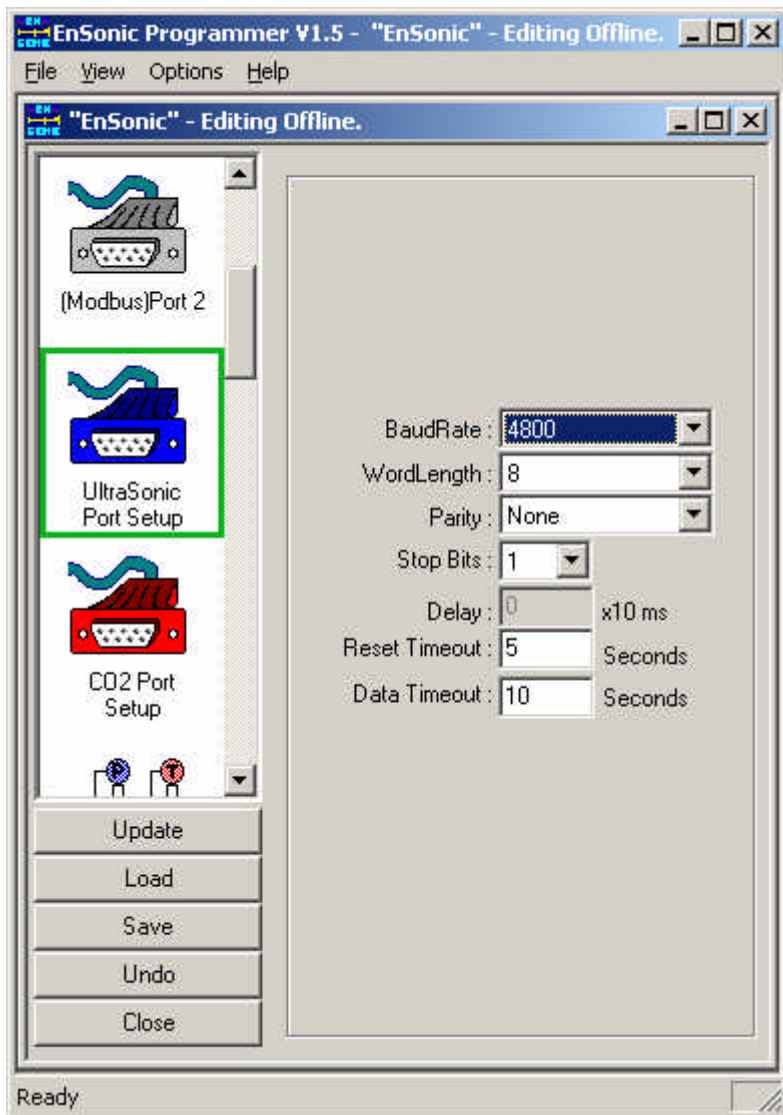 EnSonic Programmer V1.5 - "EnSonic" - Editing Offline.
File View Options Help
"EnSonic" - Editing Offline.
(Modbus)Port 2
UltraSonic
Port Setup
CO2 Port
Setup
P T
BaudRate : 4800
WordLength : 8
Parity : None
Stop Bits : 1
Delay : 0 x10 ms
Reset Timeout : 5 Seconds
Data Timeout : 10 Seconds
Update
Load
Save
Undo
Close
Ready